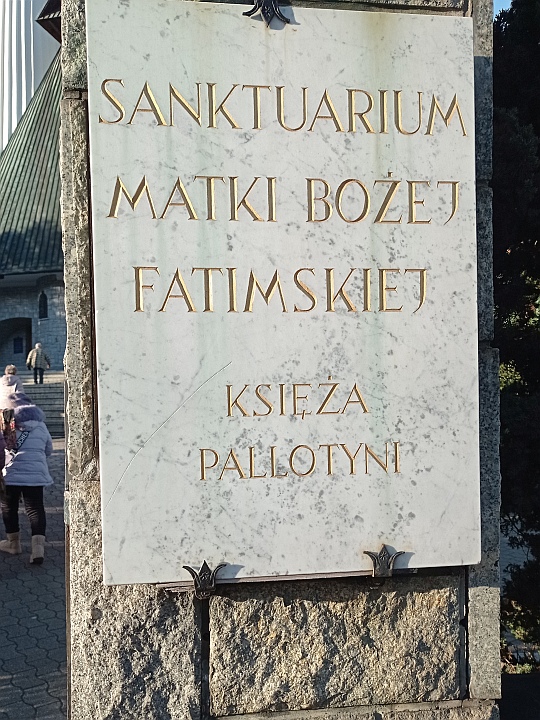 SANKTUARIUM
MATKI BOŻEJ
FATIMSKIEJ
KSIĘŻA
PALLOTYNI